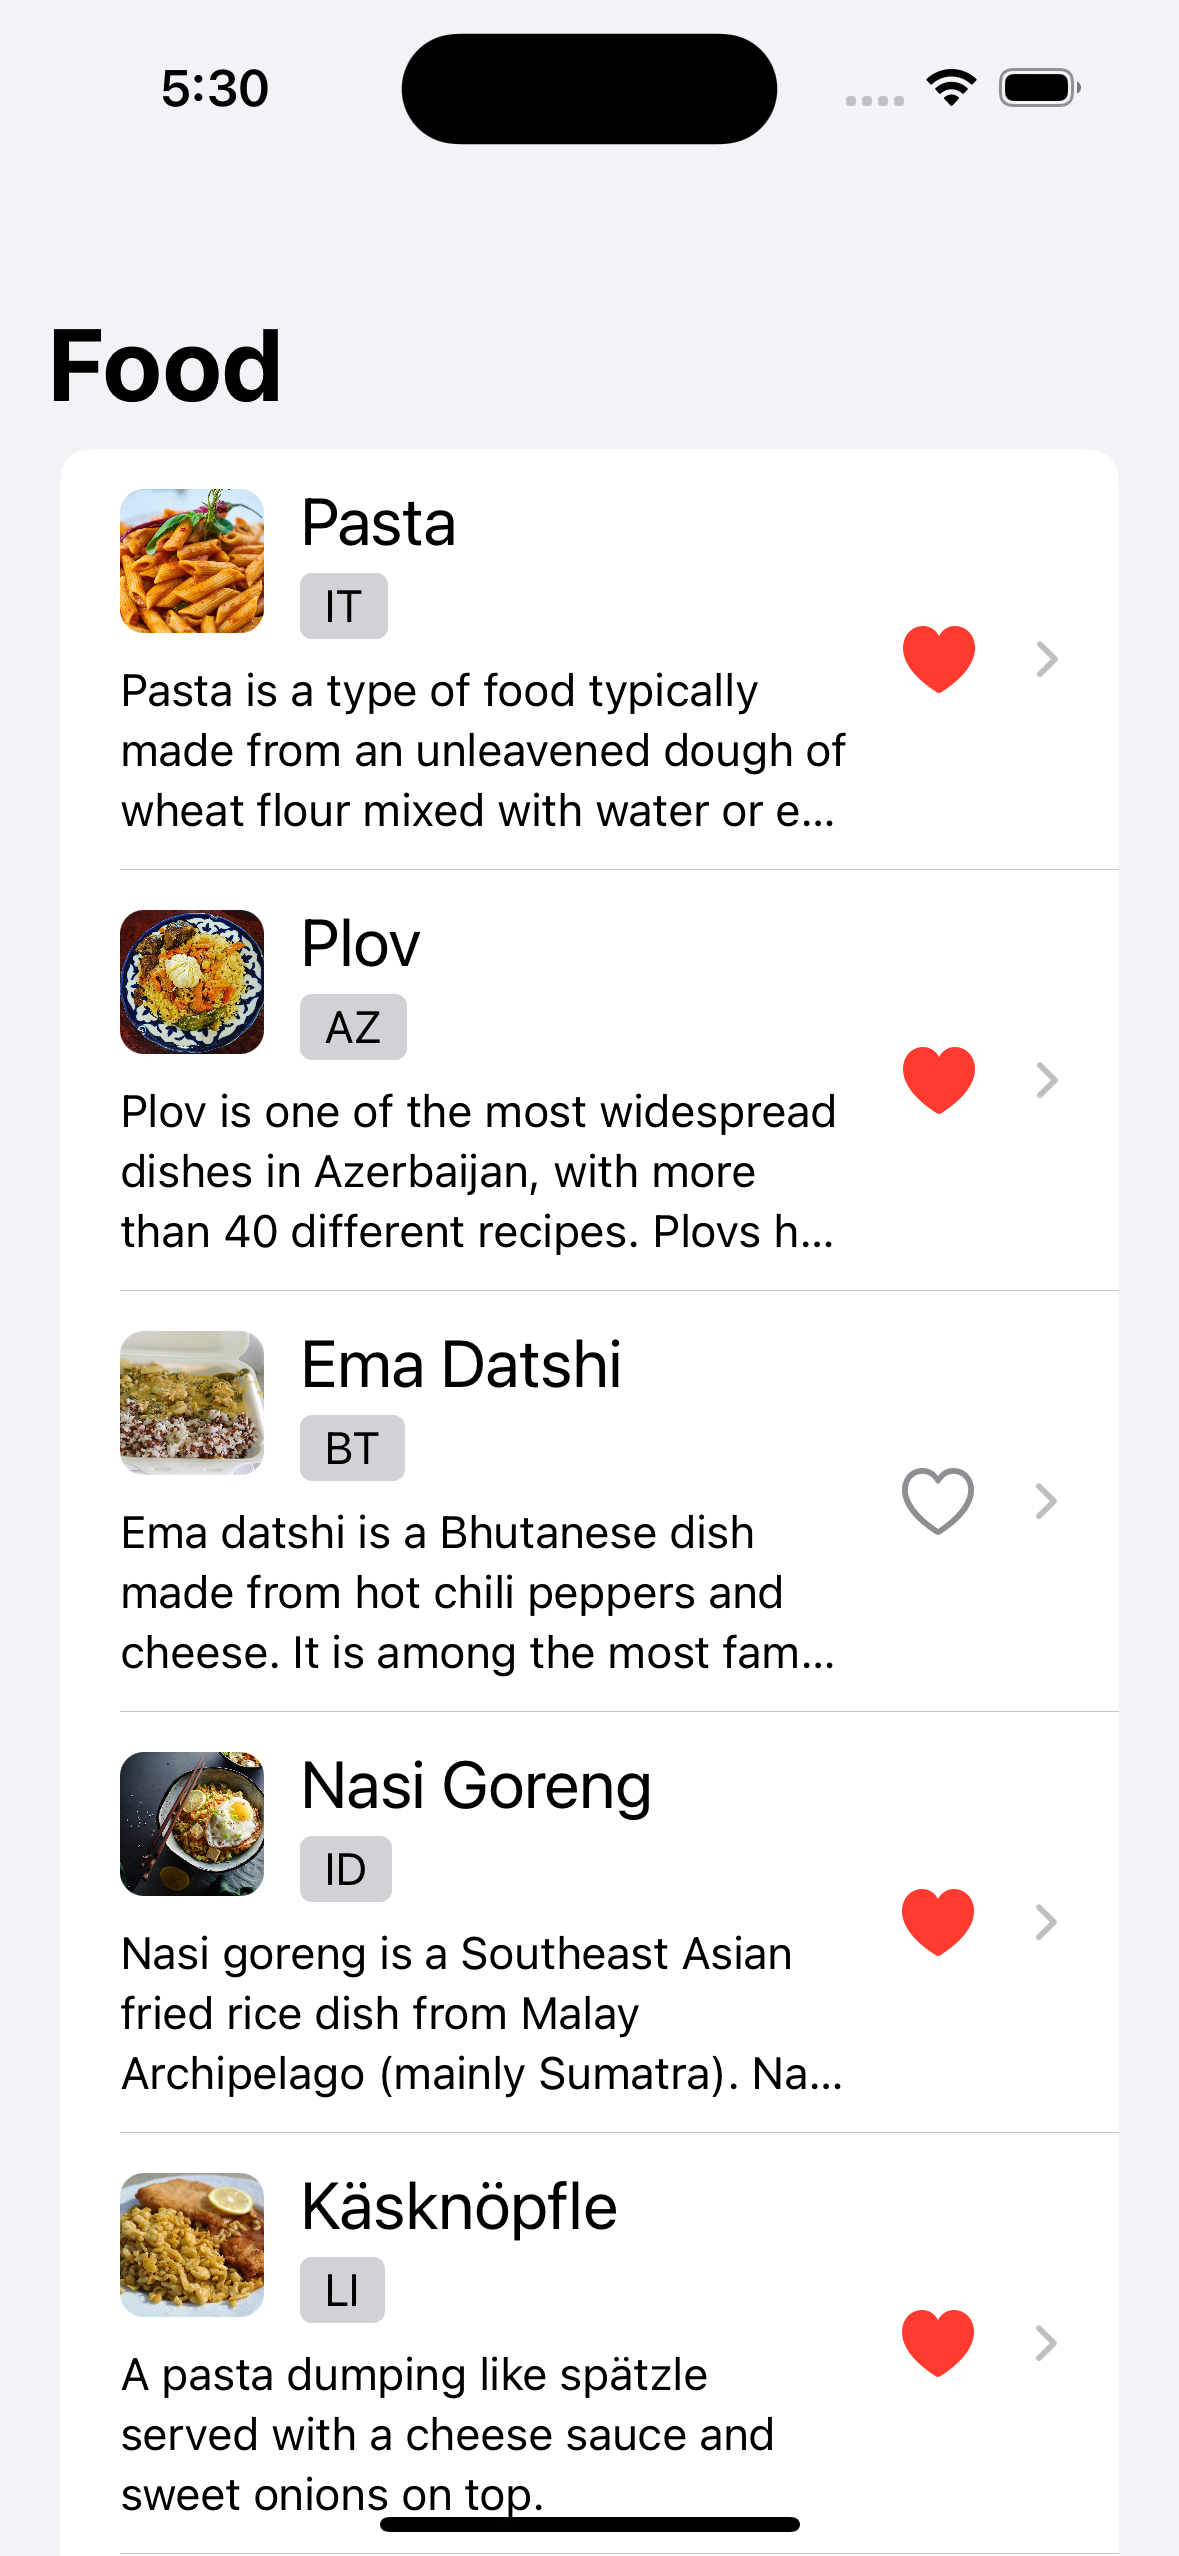 5:30
Food
Pasta
IT
Pasta is a type of food typically
made from an unleavened dough of
wheat flour mixed with water or e...
Plov
AZ
Plov is one of the most widespread
dishes in Azerbaijan, with more
than 40 different recipes. Plovs h...
Ema Datshi
BT
Ema datshi is a Bhutanese dish
made from hot chili peppers and
cheese. It is among the most fam...
Nasi Goreng
ID
Nasi goreng is a Southeast Asian
fried rice dish from Malay
Archipelago (mainly Sumatra). Na...
Käsknöpfle
LI
A pasta dumping like spätzle
served with a cheese sauce and
sweet onions on top.